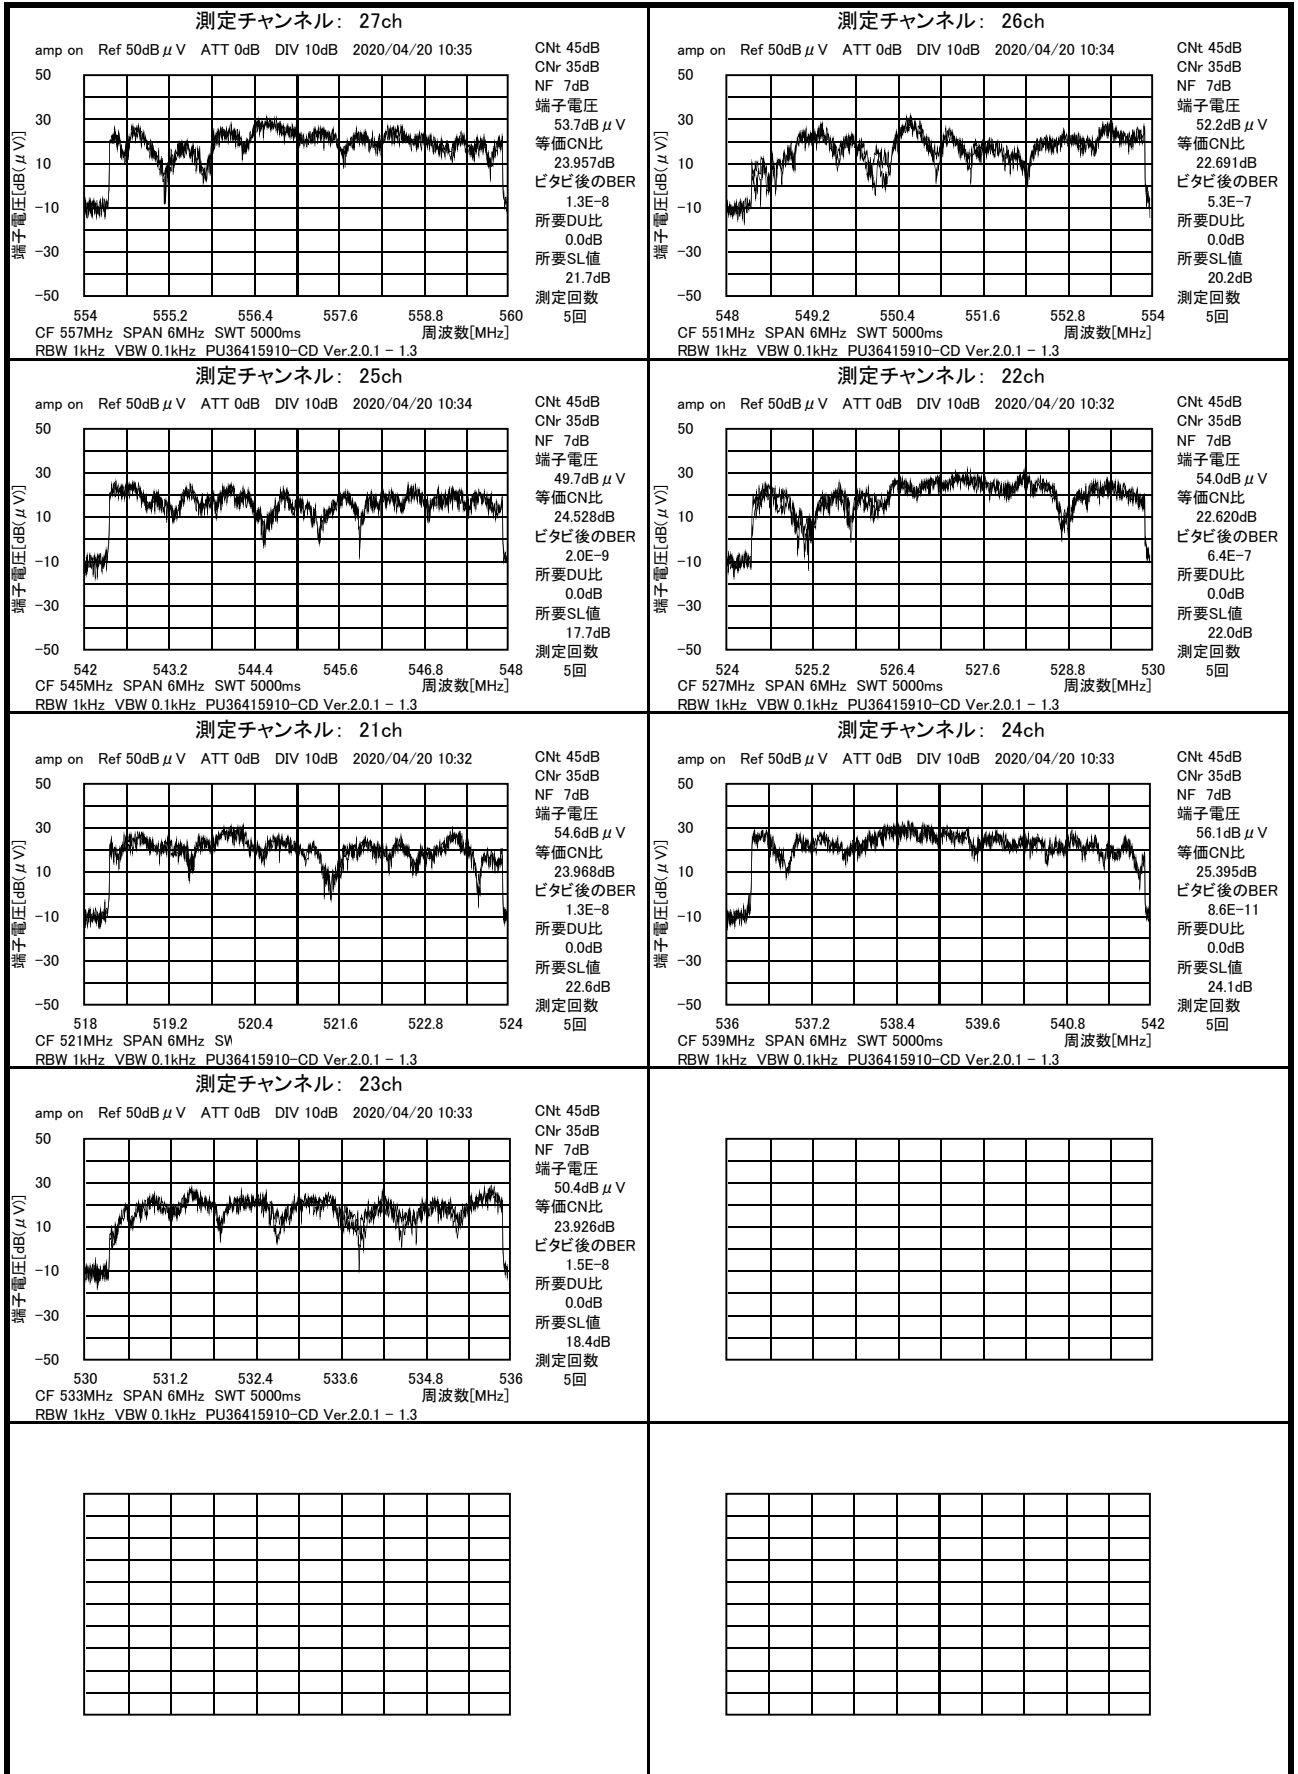 測定チャンネル： 27ch
amp on Ref 50dBμV ATT 0dB DIV 10dB 2020/04/20 10:35
CNt 45dB
CNr 35dB
NF 7dB
端子電圧
53.7dBμV
等価CN比
23.957dB
ビタビ後のBER
1.3E-8
所要DU比
0.0dB
所要SL値
21.7dB
測定回数
5回
端子電圧[dB(μV)]
50
30
10
-10
-30
-50
554 555.2 556.4 557.6 558.8 560
CF 557MHz SPAN 6MHz SWT 5000ms 周波数[MHz]
RBW 1kHz VBW 0.1kHz PU36415910-CD Ver.2.0.1 - 1.3
測定チャンネル： 26ch
amp on Ref 50dBμV ATT 0dB DIV 10dB 2020/04/20 10:34
CNt 45dB
CNr 35dB
NF 7dB
端子電圧
52.2dBμV
等価CN比
22.691dB
ビタビ後のBER
5.3E-7
所要DU比
0.0dB
所要SL値
20.2dB
測定回数
5回
端子電圧[dB(μV)]
50
30
10
-10
-30
-50
548 549.2 550.4 551.6 552.8 554
CF 551MHz SPAN 6MHz SWT 5000ms 周波数[MHz]
RBW 1kHz VBW 0.1kHz PU36415910-CD Ver.2.0.1 - 1.3
測定チャンネル： 25ch
amp on Ref 50dBμV ATT 0dB DIV 10dB 2020/04/20 10:34
CNt 45dB
CNr 35dB
NF 7dB
端子電圧
49.7dBμV
等価CN比
24.528dB
ビタビ後のBER
2.0E-9
所要DU比
0.0dB
所要SL値
17.7dB
測定回数
5回
端子電圧[dB(μV)]
50
30
10
-10
-30
-50
542 543.2 544.4 545.6 546.8 548
CF 545MHz SPAN 6MHz SWT 5000ms 周波数[MHz]
RBW 1kHz VBW 0.1kHz PU36415910-CD Ver.2.0.1 - 1.3
測定チャンネル： 22ch
amp on Ref 50dBμV ATT 0dB DIV 10dB 2020/04/20 10:32
CNt 45dB
CNr 35dB
NF 7dB
端子電圧
54.0dBμV
等価CN比
22.620dB
ビタビ後のBER
6.4E-7
所要DU比
0.0dB
所要SL値
22.0dB
測定回数
5回
端子電圧[dB(μV)]
50
30
10
-10
-30
-50
524 525.2 526.4 527.6 528.8 530
CF 527MHz SPAN 6MHz SWT 5000ms 周波数[MHz]
RBW 1kHz VBW 0.1kHz PU36415910-CD Ver.2.0.1 - 1.3
測定チャンネル： 21ch
amp on Ref 50dBμV ATT 0dB DIV 10dB 2020/04/20 10:32
CNt 45dB
CNr 35dB
NF 7dB
端子電圧
54.6dBμV
等価CN比
23.968dB
ビタビ後のBER
1.3E-8
所要DU比
0.0dB
所要SL値
22.6dB
測定回数
5回
端子電圧[dB(μV)]
50
30
10
-10
-30
-50
518 519.2 520.4 521.6 522.8 524
CF 521MHz SPAN 6MHz SW
RBW 1kHz VBW 0.1kHz PU36415910-CD Ver.2.0.1 - 1.3
測定チャンネル： 24ch
amp on Ref 50dBμV ATT 0dB DIV 10dB 2020/04/20 10:33
CNt 45dB
CNr 35dB
NF 7dB
端子電圧
56.1dBμV
等価CN比
25.395dB
ビタビ後のBER
8.6E-11
所要DU比
0.0dB
所要SL値
24.1dB
測定回数
5回
端子電圧[dB(μV)]
50
30
10
-10
-30
-50
536 537.2 538.4 539.6 540.8 542
CF 539MHz SPAN 6MHz SWT 5000ms 周波数[MHz]
RBW 1kHz VBW 0.1kHz PU36415910-CD Ver.2.0.1 - 1.3
測定チャンネル： 23ch
amp on Ref 50dBμV ATT 0dB DIV 10dB 2020/04/20 10:33
CNt 45dB
CNr 35dB
NF 7dB
端子電圧
50.4dBμV
等価CN比
23.926dB
ビタビ後のBER
1.5E-8
所要DU比
0.0dB
所要SL値
18.4dB
測定回数
5回
端子電圧[dB(μV)]
50
30
10
-10
-30
-50
530 531.2 532.4 533.6 534.8 536
CF 533MHz SPAN 6MHz SWT 5000ms 周波数[MHz]
RBW 1kHz VBW 0.1kHz PU36415910-CD Ver.2.0.1 - 1.3